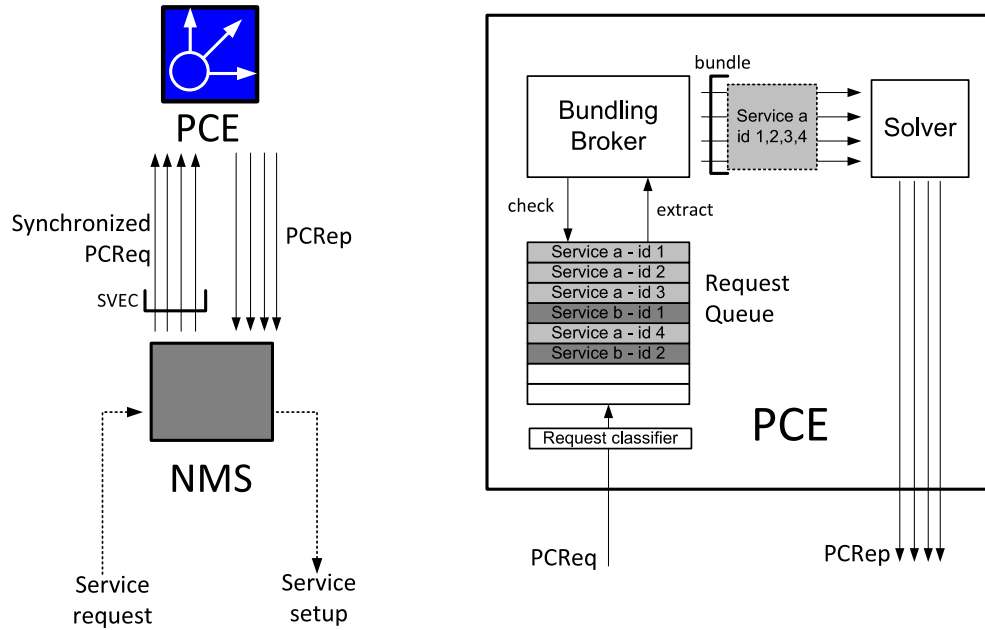 PCE
Synchronized
PCReq
PCRep
SVEC
NMS
Service
request
Service
setup
bundle
Bundling
Broker
Service a
id 1,2,3,4
Solver
check
extract
Service a - id 1
Service a - id 2
Service a - id 3
Service b - id 1
Service a - id 4
Service b - id 2
Request
Queue
Request classifier
PCE
PCReq
PCRep